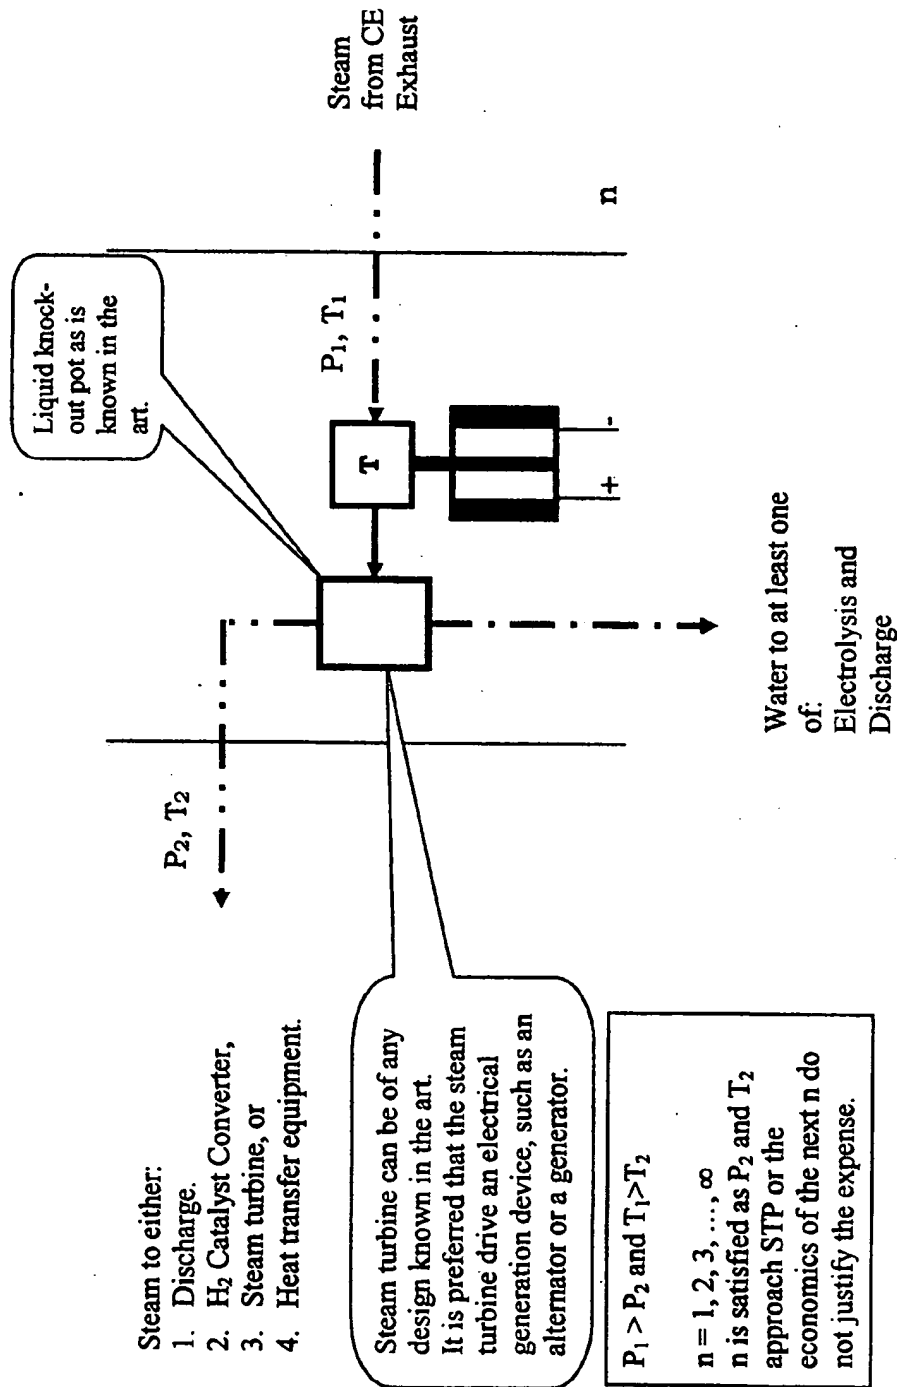 Steam to either:
1. Discharge.
2. H₂ Catalyst Converter,
3. Steam turbine, or
4. Heat transfer equipment.
P₂, T₂
Liquid knock-
out pot as is
known in the
art.
P₁, T₁
Steam
from CE
Exhaust
T
+
-
n
Steam turbine can be of any
design known in the art.
It is preferred that the steam
turbine drive an electrical
generation device, such as an
alternator or a generator.
Water to at least one
of:
Electrolysis and
Discharge
P₁ > P₂ and T₁>T₂
n = 1, 2, 3, ..., ∞
n is satisfied as P₂ and T₂
approach STP or the
economics of the next n do
not justify the expense.